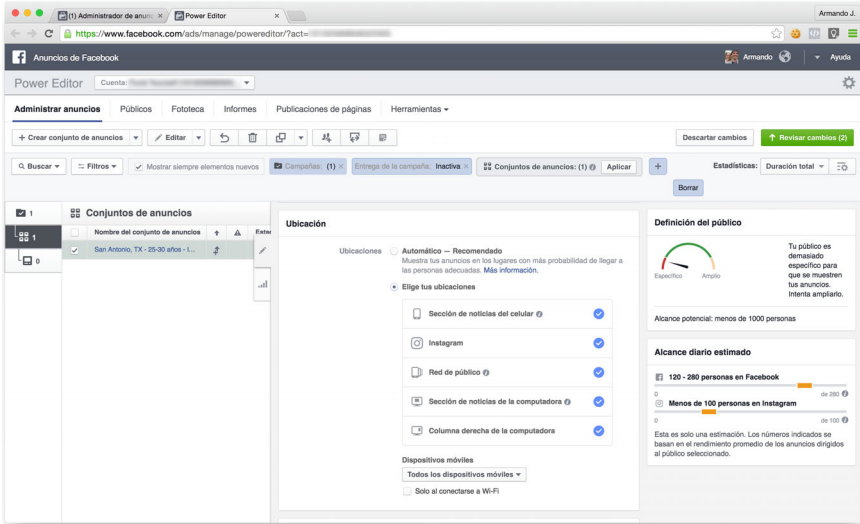 (1) Administrador de anunc
Power Editor
Armando J.
https://www.facebook.com/ads/manage/powereditor/?act=
Anuncios de Facebook
Armando
Ayuda
Power Editor
Cuenta:
Administrar anuncios
Públicos
Fototeca
Informes
Publicaciones de páginas
Herramientas
+ Crear conjunto de anuncios
Editar
Descartar cambios
Revisar cambios (2)
Buscar
Filtros
Mostrar siempre elementos nuevos
Campañas: (1) ×
Entrega de la campaña: Inactiva ×
Conjuntos de anuncios: (1)
Aplicar
+
Estadísticas:
Duración total
Borrar
1
1
0
Conjuntos de anuncios
Nombre del conjunto de anuncios
Estad
San Antonio, TX - 25-30 años - I...
Ubicación
Ubicaciones
Automático — Recomendado
Muestra tus anuncios en los lugares con más probabilidad de llegar a
las personas adecuadas. Más información.
Elige tus ubicaciones
Sección de noticias del celular
Instagram
Red de público
Sección de noticias de la computadora
Columna derecha de la computadora
Dispositivos móviles
Todos los dispositivos móviles
Solo al conectarse a Wi-Fi
Definición del público
Específico
Amplio
Tu público es
demasiado
específico para
que se muestren
tus anuncios.
Intenta ampliarlo.
Alcance potencial: menos de 1000 personas
Alcance diario estimado
120 - 280 personas en Facebook
0
de 280
Menos de 100 personas en Instagram
0
de 100
Esta es solo una estimación. Los números indicados se
basan en el rendimiento promedio de los anuncios dirigidos
al público seleccionado.